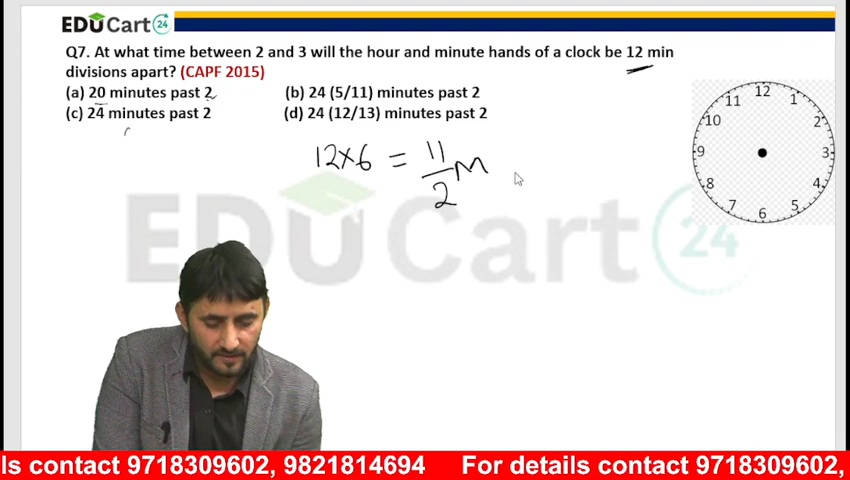 EDUCart 24
Q7. At what time between 2 and 3 will the hour and minute hands of a clock be 12 min
divisions apart? (CAPF 2015)
(a) 20 minutes past 2
(b) 24 (5/11) minutes past 2
(c) 24 minutes past 2
(d) 24 (12/13) minutes past 2
12 1 2 3 4 5 6 7 8 9 10 11
12×6 = 11/2 M
EDUCart 24
ls contact 9718309602, 9821814694 For details contact 9718309602,